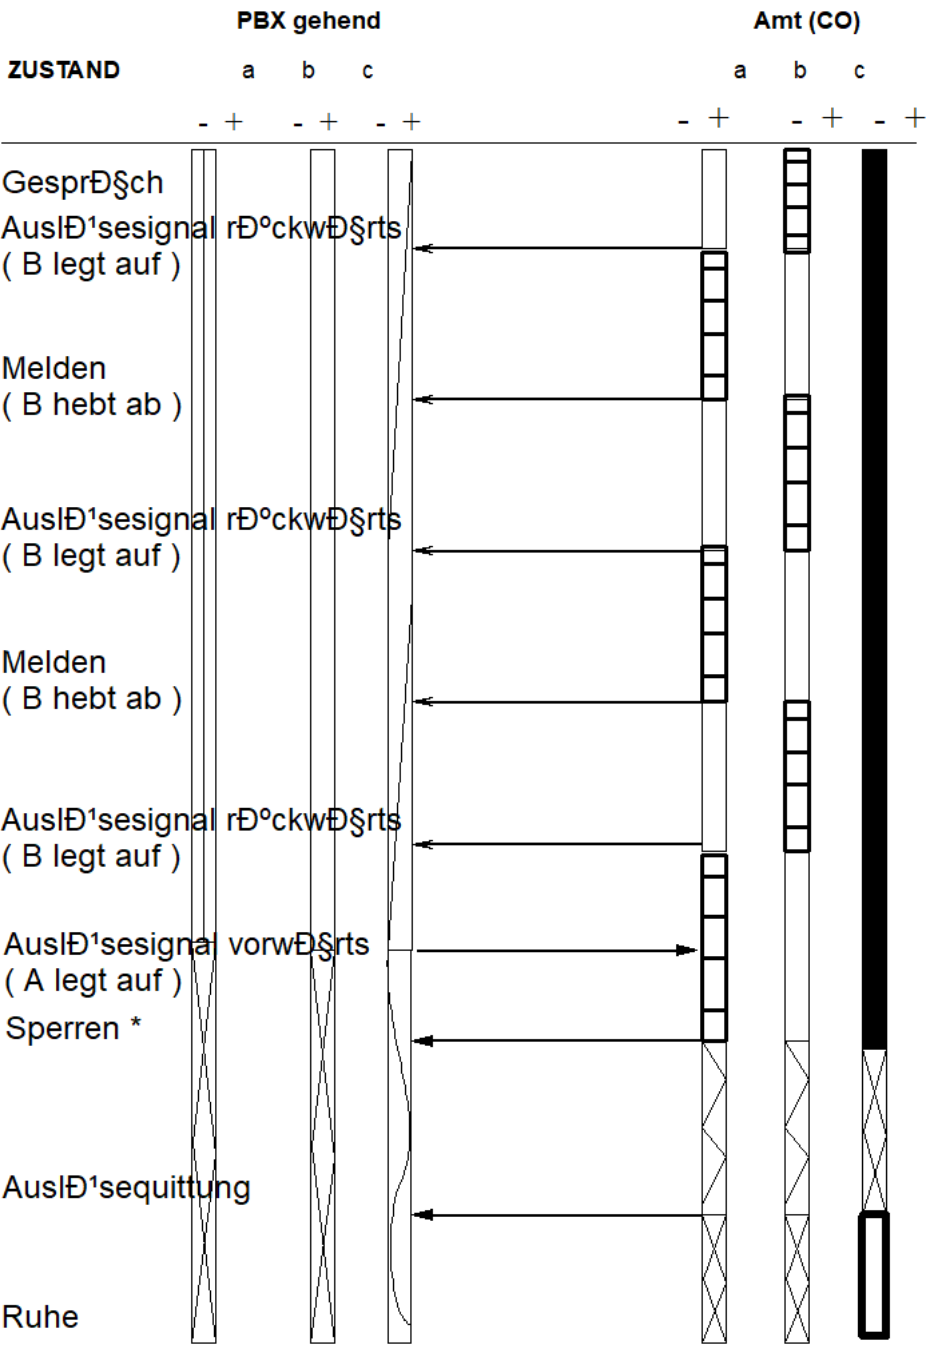 PBX gehend Amt (CO)
ZUSTAND a b c a b c
- + - + - + - + - + - +
GesprÐ§ch
AuslÐ¹sesignal rÐºckwÐ§rts
( B legt auf )
Melden
( B hebt ab )
AuslÐ¹sesignal rÐºckwÐ§rts
( B legt auf )
Melden
( B hebt ab )
AuslÐ¹sesignal rÐºckwÐ§rts
( B legt auf )
AuslÐ¹sesignal vorwÐ§rts
( A legt auf )
Sperren *
AuslÐ¹sequittung
Ruhe